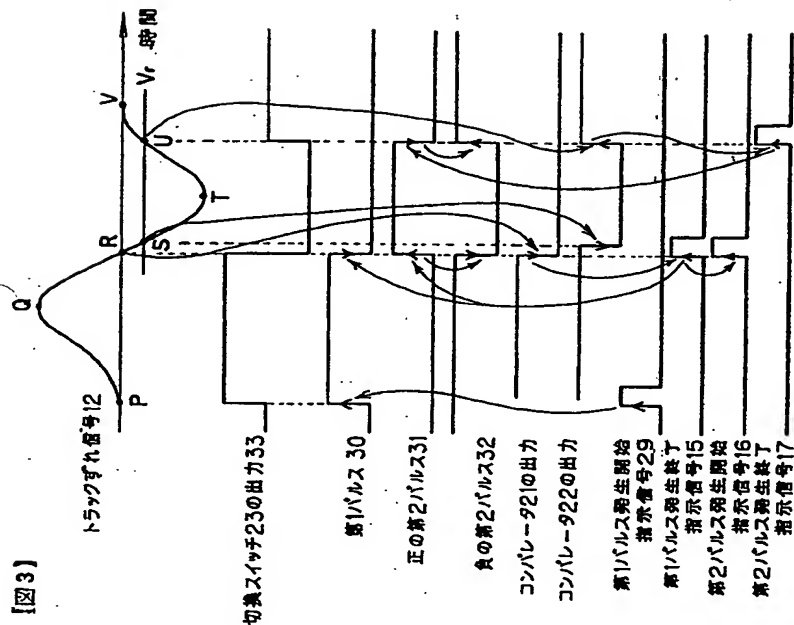 【図3】
トラックずれ信号12
Q
P
R
S
T
U
V
Vr
時間
切換スイッチ23の出力33
第1パルス 30
正の第2パルス31
負の第2パルス32
コンパレータ21の出力
コンパレータ22の出力
第1パルス発生開始
指示信号29
第1パルス発生終了
指示信号15
第2パルス発生開始
指示信号16
第2パルス発生終了
指示信号17